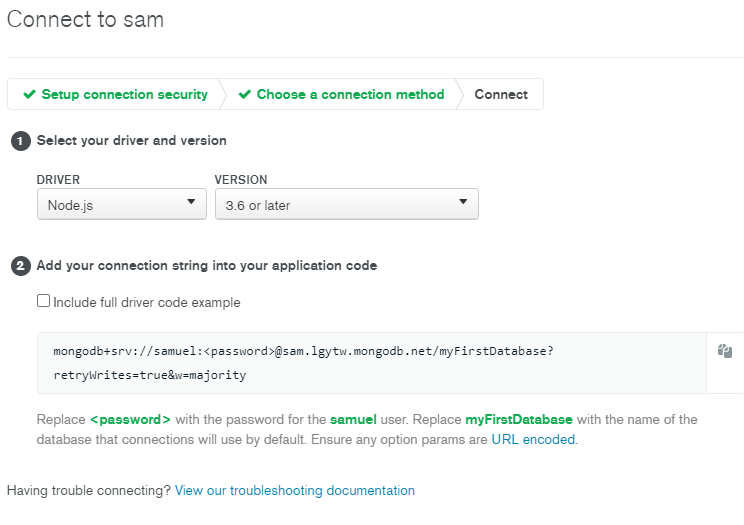 Connect to sam
Setup connection security
Choose a connection method
Connect
1 Select your driver and version
DRIVER VERSION
Node.js 3.6 or later
2 Add your connection string into your application code
Include full driver code example
mongodb+srv://samuel:<password>@sam.lgytw.mongodb.net/myFirstDatabase?
retryWrites=true&w=majority
Replace <password> with the password for the samuel user. Replace myFirstDatabase with the name of the
database that connections will use by default. Ensure any option params are URL encoded.
Having trouble connecting? View our troubleshooting documentation